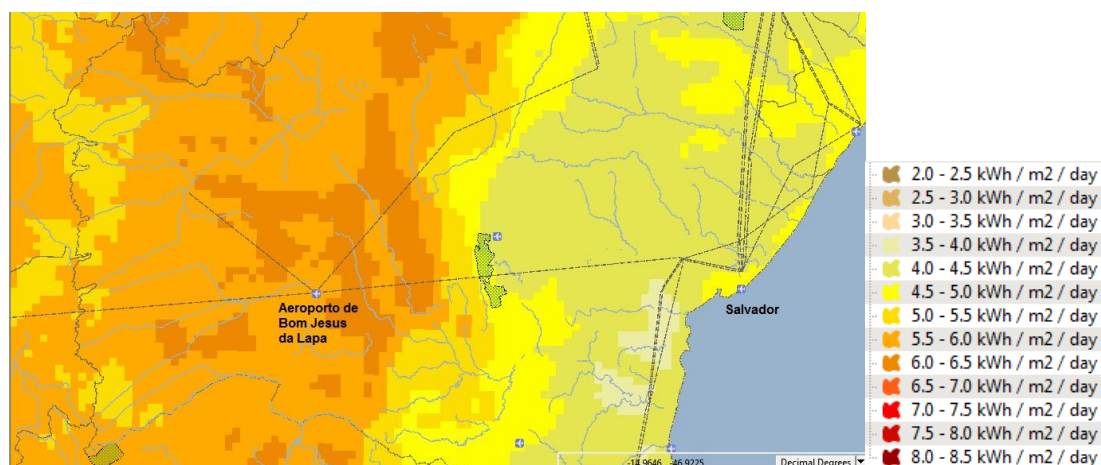 Aeroporto de
Bom Jesus
da Lapa
Salvador
-14.9646 -46.9225 Decimal Degrees
2.0 - 2.5 kWh / m2 / day
2.5 - 3.0 kWh / m2 / day
3.0 - 3.5 kWh / m2 / day
3.5 - 4.0 kWh / m2 / day
4.0 - 4.5 kWh / m2 / day
4.5 - 5.0 kWh / m2 / day
5.0 - 5.5 kWh / m2 / day
5.5 - 6.0 kWh / m2 / day
6.0 - 6.5 kWh / m2 / day
6.5 - 7.0 kWh / m2 / day
7.0 - 7.5 kWh / m2 / day
7.5 - 8.0 kWh / m2 / day
8.0 - 8.5 kWh / m2 / day